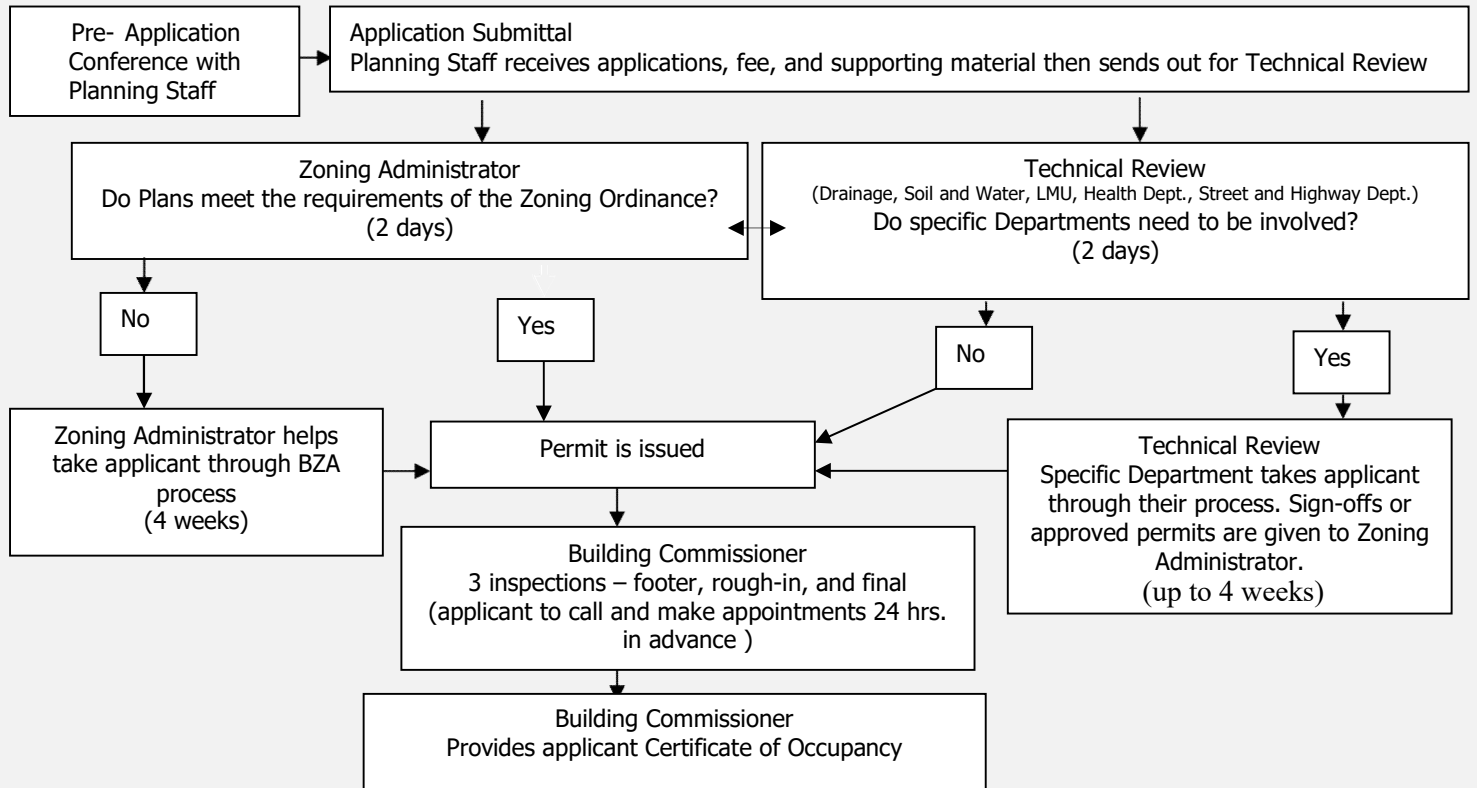 Pre- Application
Conference with
Planning Staff
Application Submittal
Planning Staff receives applications, fee, and supporting material then sends out for Technical Review
Zoning Administrator
Do Plans meet the requirements of the Zoning Ordinance?
(2 days)
Technical Review
(Drainage, Soil and Water, LMU, Health Dept., Street and Highway Dept.)
Do specific Departments need to be involved?
(2 days)
No
Yes
No
Yes
Zoning Administrator helps
take applicant through BZA
process
(4 weeks)
Permit is issued
Technical Review
Specific Department takes applicant
through their process. Sign-offs or
approved permits are given to Zoning
Administrator.
(up to 4 weeks)
Building Commissioner
3 inspections – footer, rough-in, and final
(applicant to call and make appointments 24 hrs.
in advance )
Building Commissioner
Provides applicant Certificate of Occupancy